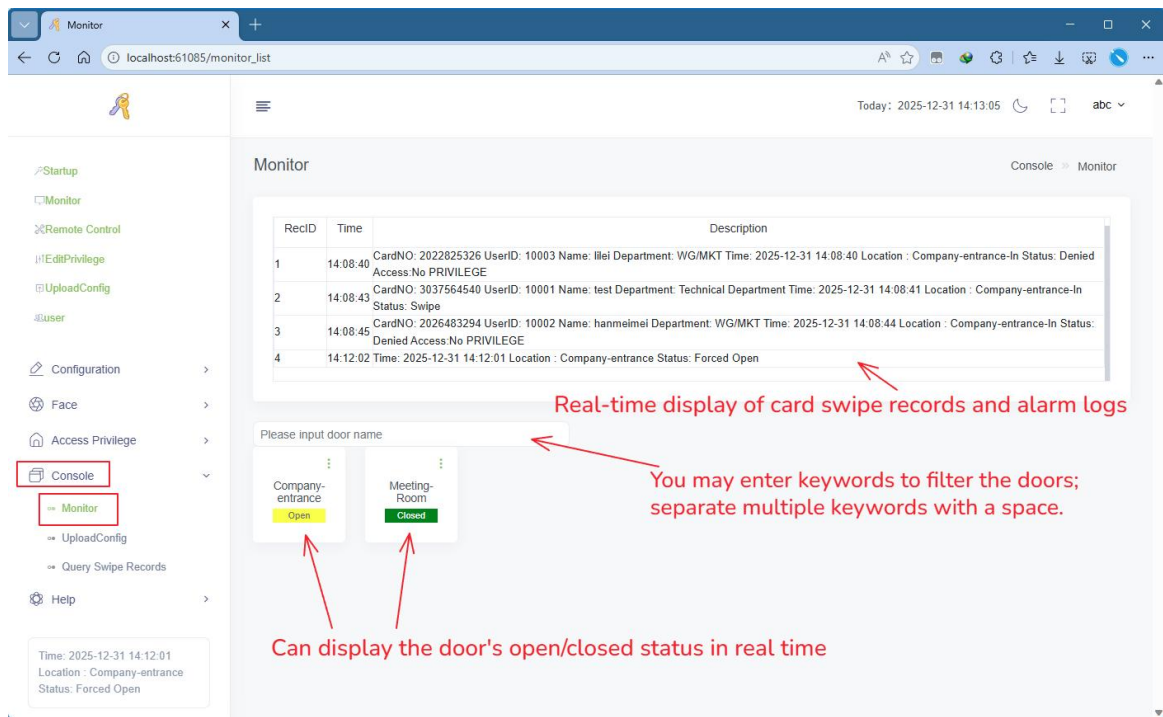 Monitor
localhost:61085/monitor_list
Today: 2025-12-31 14:13:05
abc
Startup
Monitor
Remote Control
EditPrivilege
UploadConfig
user
Configuration
Face
Access Privilege
Console
Monitor
UploadConfig
Query Swipe Records
Help
Time: 2025-12-31 14:12:01
Location : Company-entrance
Status: Forced Open
Monitor
Console » Monitor
RecID Time Description
1 14:08:40 CardNO: 2022825326 UserID: 10003 Name: lilei Department: WG/MKT Time: 2025-12-31 14:08:40 Location : Company-entrance-In Status: Denied
Access:No PRIVILEGE
2 14:08:43 CardNO: 3037564540 UserID: 10001 Name: test Department: Technical Department Time: 2025-12-31 14:08:41 Location : Company-entrance-In
Status: Swipe
3 14:08:45 CardNO: 2026483294 UserID: 10002 Name: hanmeimei Department: WG/MKT Time: 2025-12-31 14:08:44 Location : Company-entrance-In Status:
Denied Access:No PRIVILEGE
4 14:12:02 Time: 2025-12-31 14:12:01 Location : Company-entrance Status: Forced Open
Real-time display of card swipe records and alarm logs
Please input door name
You may enter keywords to filter the doors;
separate multiple keywords with a space.
Company-
entrance
Open
Meeting-
Room
Closed
Can display the door's open/closed status in real time